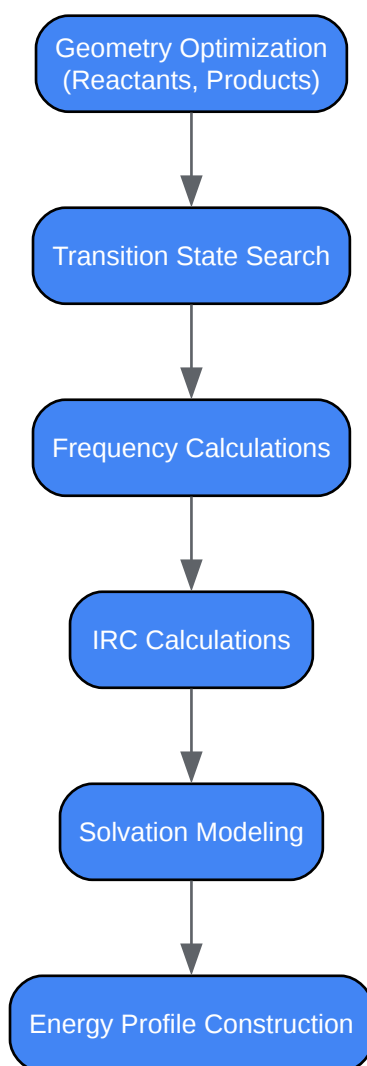 Geometry Optimization
(Reactants, Products)
Transition State Search
Frequency Calculations
IRC Calculations
Solvation Modeling
Energy Profile Construction